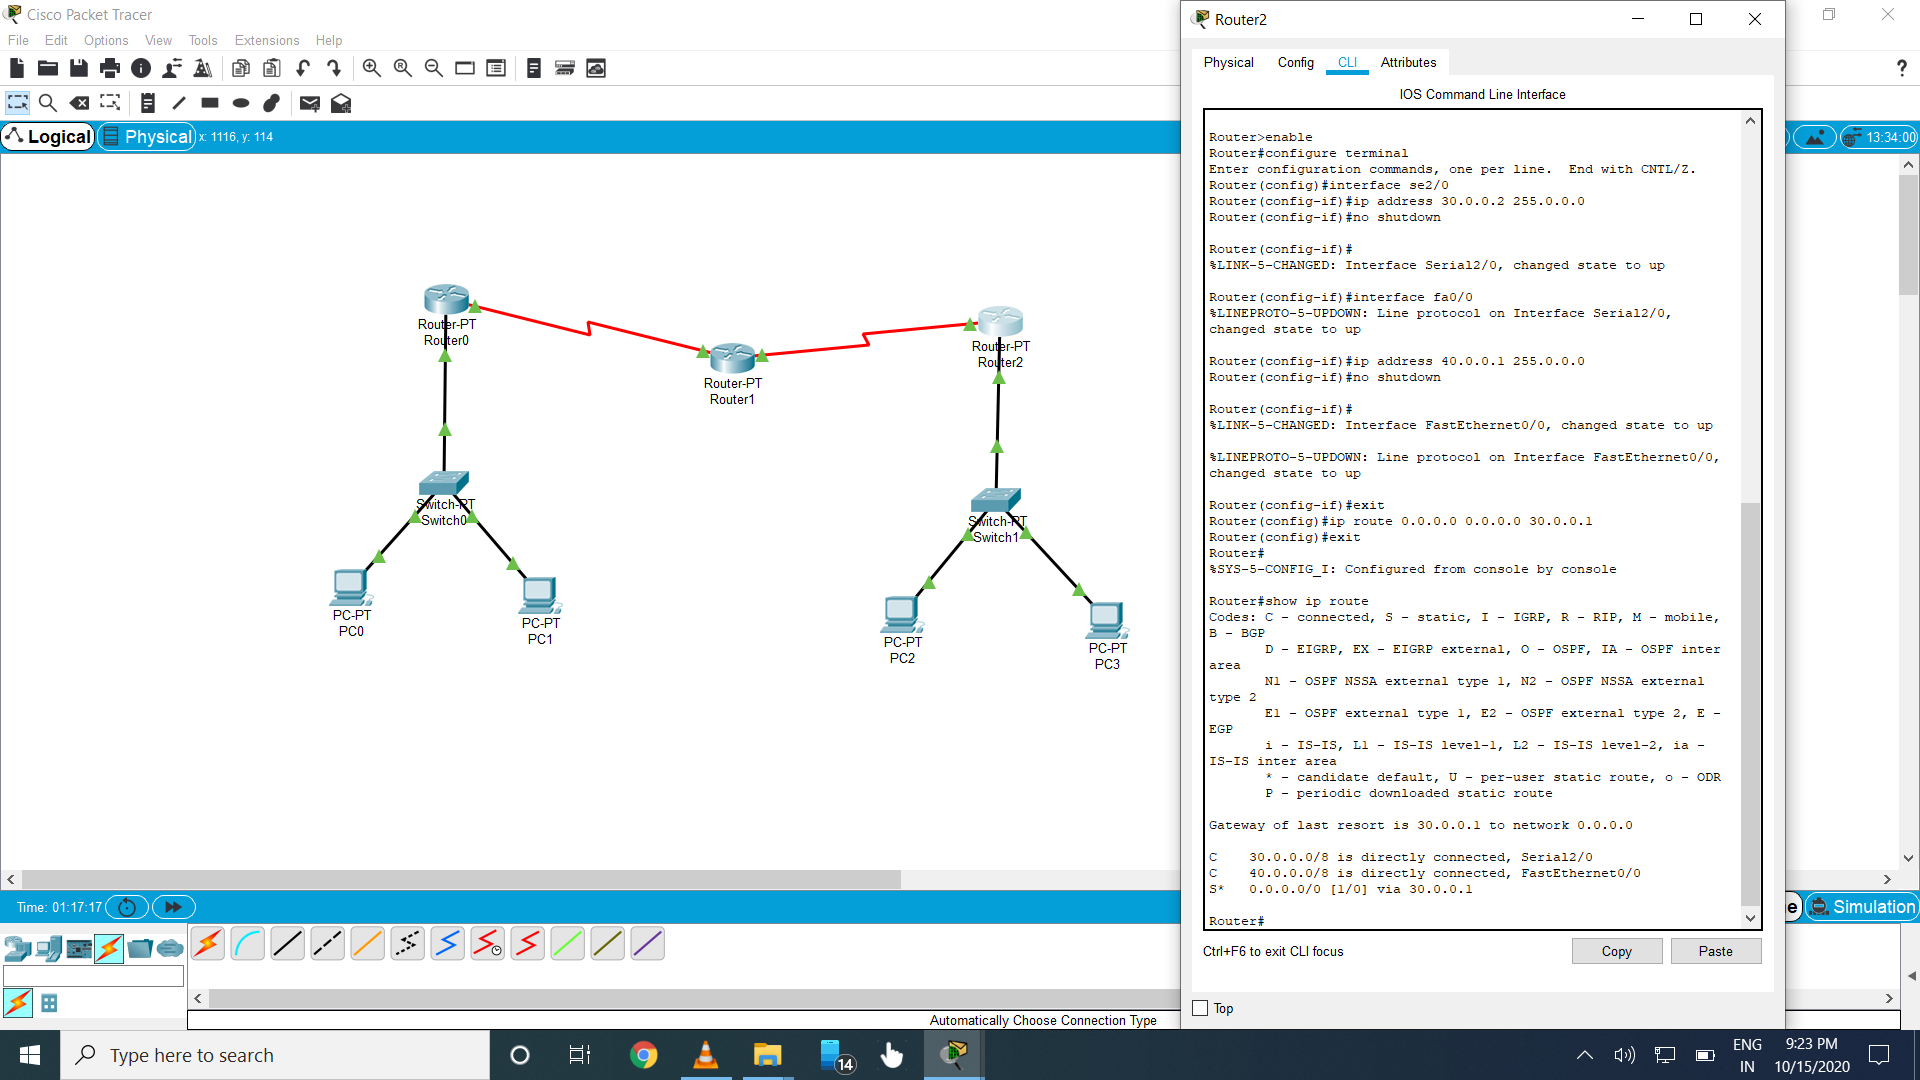 Cisco Packet Tracer
File Edit Options View Tools Extensions Help
Logical
Physical
x: 1116, y: 114
13:34:00
Router-PT
Router0
Router-PT
Router1
Router-PT
Router2
Switch-PT
Switch0
Switch-PT
Switch1
PC-PT
PC0
PC-PT
PC1
PC-PT
PC2
PC-PT
PC3
Time: 01:17:17
e
Simulation
Automatically Choose Connection Type
Router2
Physical Config CLI Attributes
IOS Command Line Interface
Router>enable
Router#configure terminal
Enter configuration commands, one per line.  End with CNTL/Z.
Router(config)#interface se2/0
Router(config-if)#ip address 30.0.0.2 255.0.0.0
Router(config-if)#no shutdown
Router(config-if)#
%LINK-5-CHANGED: Interface Serial2/0, changed state to up
Router(config-if)#interface fa0/0
%LINEPROTO-5-UPDOWN: Line protocol on Interface Serial2/0,
changed state to up
Router(config-if)#ip address 40.0.0.1 255.0.0.0
Router(config-if)#no shutdown
Router(config-if)#
%LINK-5-CHANGED: Interface FastEthernet0/0, changed state to up
%LINEPROTO-5-UPDOWN: Line protocol on Interface FastEthernet0/0,
changed state to up
Router(config-if)#exit
Router(config)#ip route 0.0.0.0 0.0.0.0 30.0.0.1
Router(config)#exit
Router#
%SYS-5-CONFIG_I: Configured from console by console
Router#show ip route
Codes: C - connected, S - static, I - IGRP, R - RIP, M - mobile,
B - BGP
D - EIGRP, EX - EIGRP external, O - OSPF, IA - OSPF inter
area
N1 - OSPF NSSA external type 1, N2 - OSPF NSSA external
type 2
E1 - OSPF external type 1, E2 - OSPF external type 2, E -
EGP
i - IS-IS, L1 - IS-IS level-1, L2 - IS-IS level-2, ia -
IS-IS inter area
* - candidate default, U - per-user static route, o - ODR
P - periodic downloaded static route
Gateway of last resort is 30.0.0.1 to network 0.0.0.0
C    30.0.0.0/8 is directly connected, Serial2/0
C    40.0.0.0/8 is directly connected, FastEthernet0/0
S*   0.0.0.0/0 [1/0] via 30.0.0.1
Router#
Ctrl+F6 to exit CLI focus
Copy
Paste
Top
Type here to search
14
ENG
IN
9:23 PM
10/15/2020